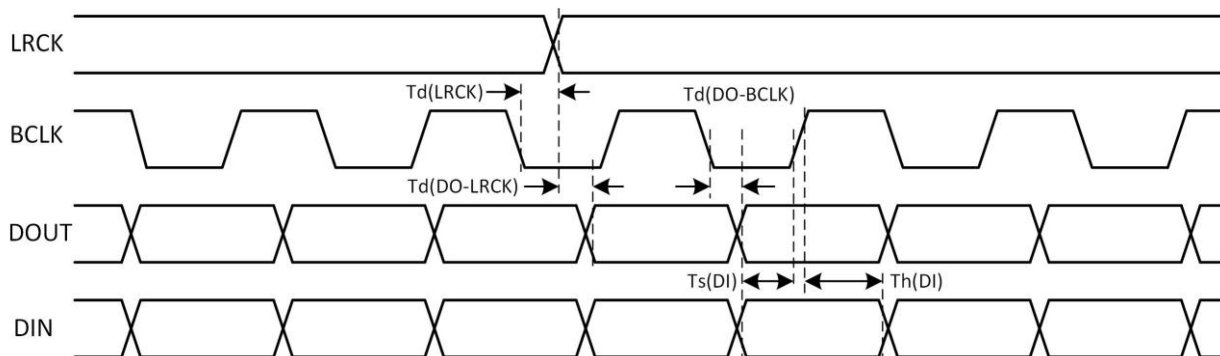 LRCK
Td(LRCK)
Td(DO-BCLK)
BCLK
Td(DO-LRCK)
DOUT
Ts(DI)
Th(DI)
DIN